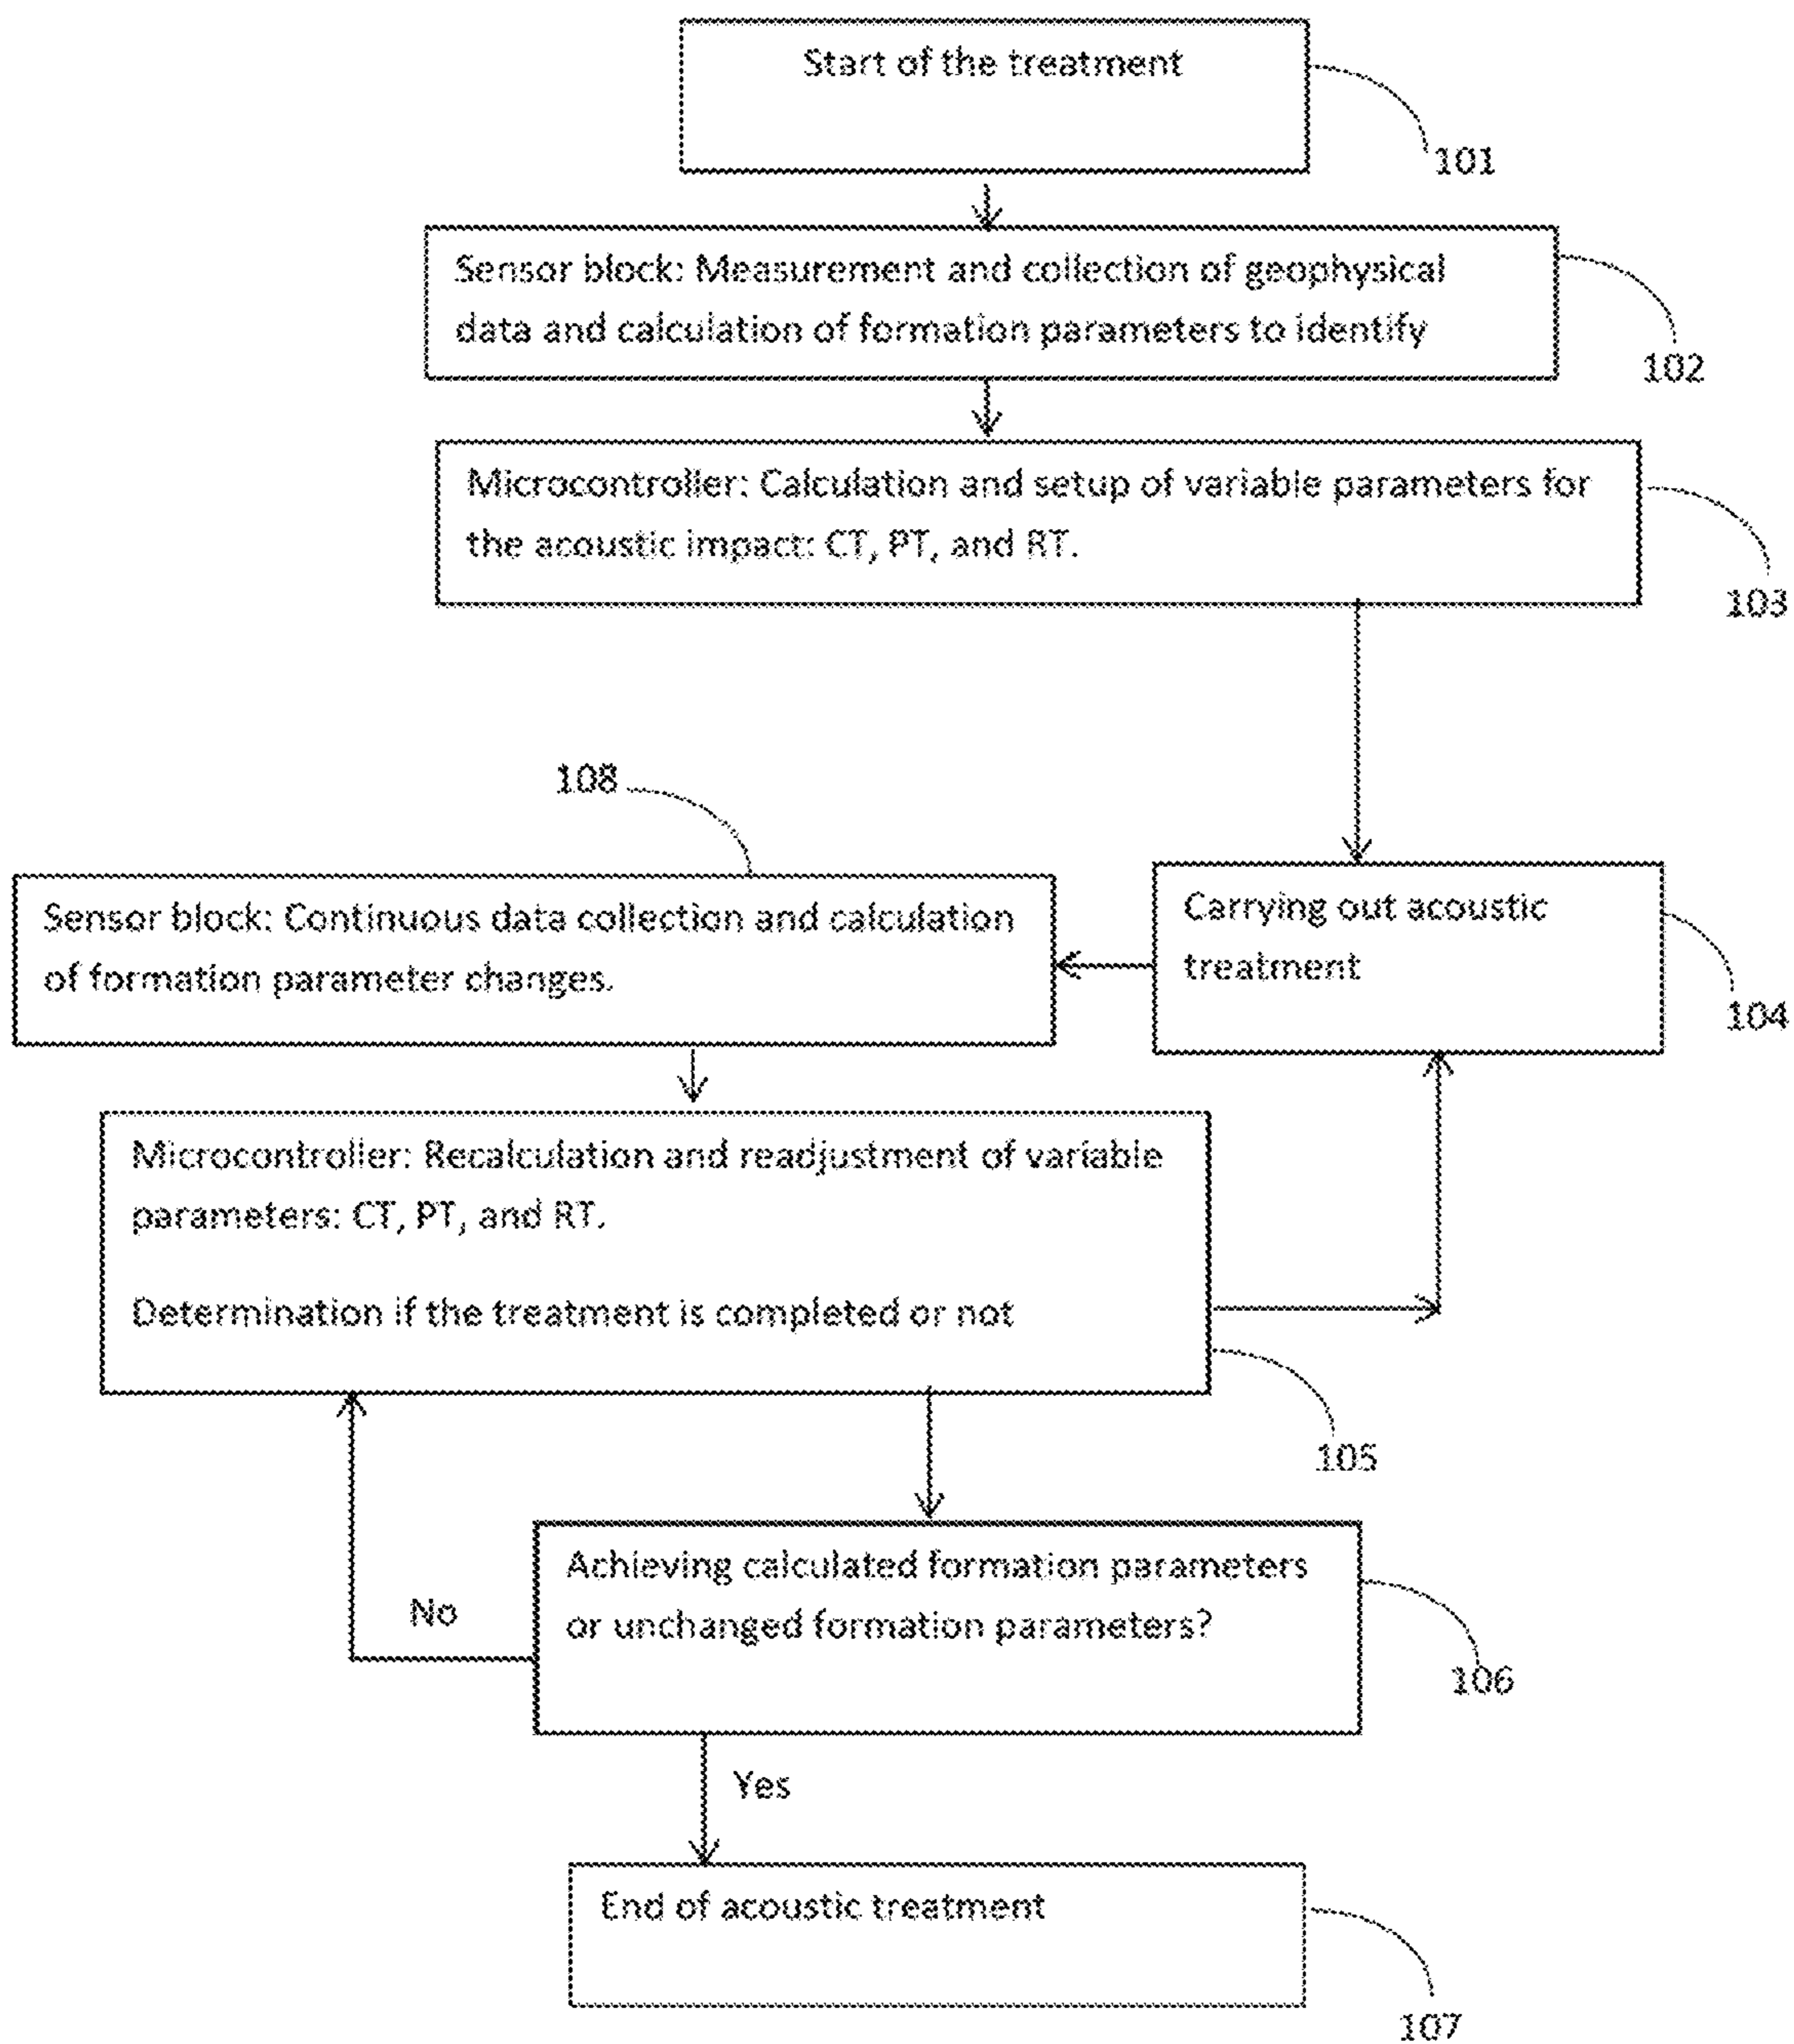 Start of the treatment
101
Sensor block: Measurement and collection of geophysical
data and calculation of formation parameters to identify
102
Microcontroller: Calculation and setup of variable parameters for
the acoustic impact: CT, PT, and RT.
103
108
Sensor block: Continuous data collection and calculation
of formation parameter changes.
Carrying out acoustic
treatment
104
Microcontroller: Recalculation and readjustment of variable
parameters: CT, PT, and RT.
Determination if the treatment is completed or not
105
Achieving calculated formation parameters
or unchanged formation parameters?
No
106
Yes
End of acoustic treatment
107